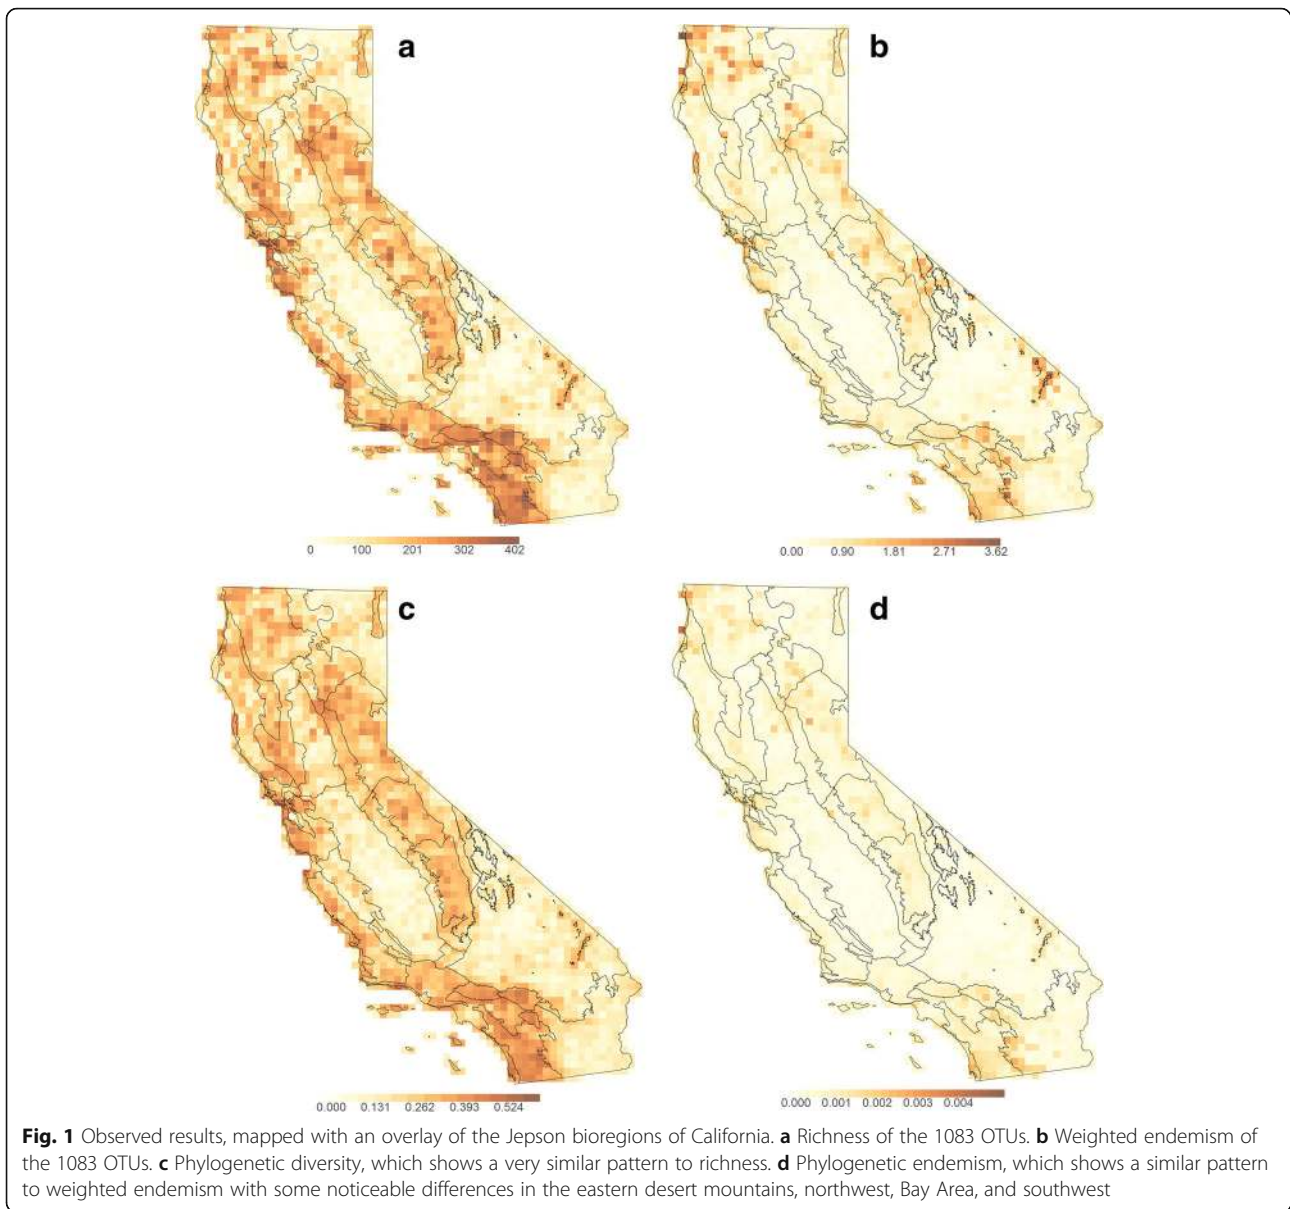 a
b
0 100 201 302 402
0.00 0.90 1.81 2.71 3.62
c
d
0.000 0.131 0.262 0.393 0.524
0.000 0.001 0.002 0.003 0.004
Fig. 1 Observed results, mapped with an overlay of the Jepson bioregions of California. a Richness of the 1083 OTUs. b Weighted endemism of
the 1083 OTUs. c Phylogenetic diversity, which shows a very similar pattern to richness. d Phylogenetic endemism, which shows a similar pattern
to weighted endemism with some noticeable differences in the eastern desert mountains, northwest, Bay Area, and southwest